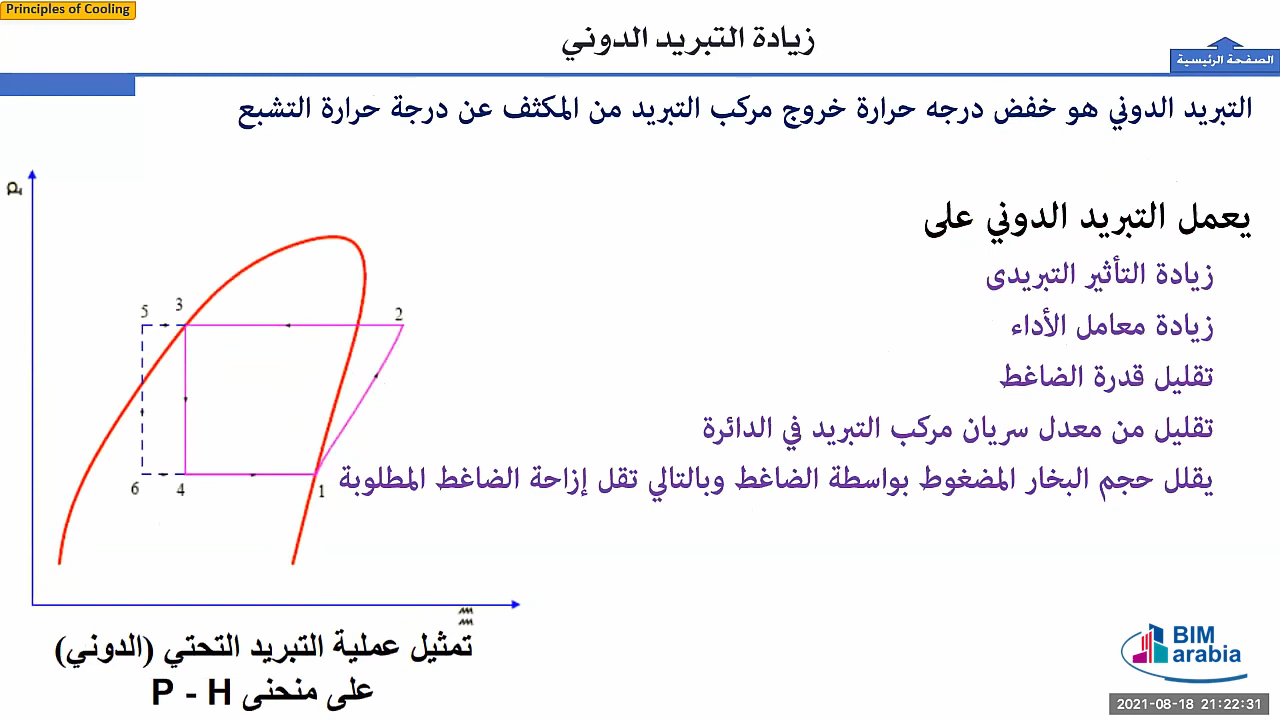 Principles of Cooling
زيادة التبريد الدوني
الصفحة الرئيسية
التبريد الدوني هو خفض درجه حرارة خروج مركب التبريد من المكثف عن درجة حرارة التشبع
يعمل التبريد الدوني على
زيادة التأثير التبريدى
زيادة معامل الأداء
تقليل قدرة الضاغط
تقليل من معدل سريان مركب التبريد في الدائرة
يقلل حجم البخار المضغوط بواسطة الضاغط وبالتالي تقل إزاحة الضاغط المطلوبة
5 3 2
6 4 1
تمثيل عملية التبريد التحتي (الدوني)
على منحنى P - H
BIM
arabia
2021-08-18 21:22:31